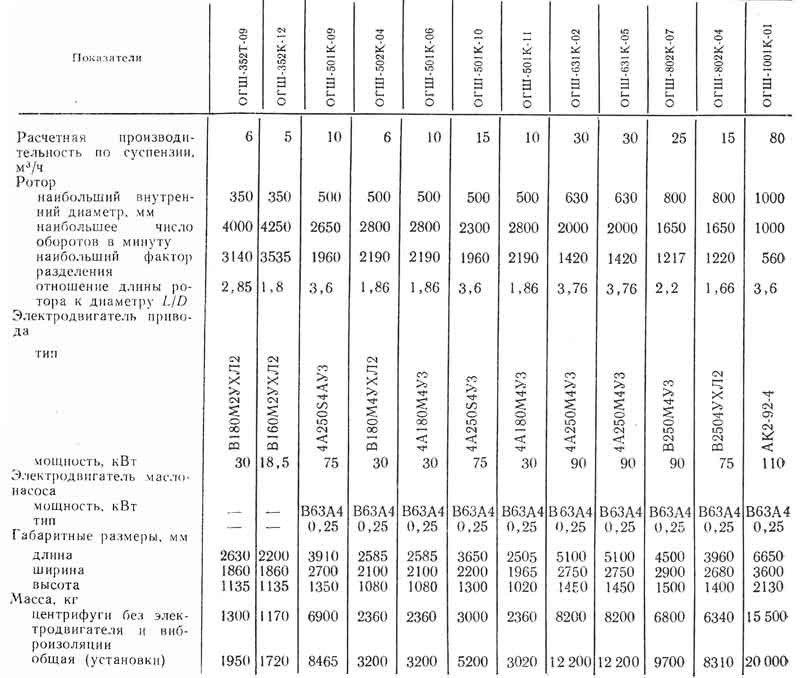 Показатели ОГШ-352Т-09 ОГШ-352К-12 ОГШ-501К-09 ОГШ-502К-04 ОГШ-501К-06 ОГШ-501К-10 ОГШ-501К-11 ОГШ-631К-02 ОГШ-631К-05 ОГШ-802К-07 ОГШ-802К-04 ОГШ-1001К-01
Расчетная производи-
тельность по суспензии, 6 5 10 6 10 15 10 30 30 25 15 80
м³/ч
Ротор
наибольший внутрен- 350 350 500 500 500 500 500 630 630 800 800 1000
ний диаметр, мм
наибольшее число 4000 4250 2650 2800 2800 2300 2800 2000 2000 1650 1650 1000
оборотов в минуту
наибольший фактор 3140 3535 1960 2190 2190 1960 2190 1420 1420 1217 1220 560
разделения
отношение длины ро- 2,85 1,8 3,6 1,86 1,86 3,6 1,86 3,76 3,76 2,2 1,66 3,6
тора к диаметру L/D
Электродвигатель приво-
да
тип В180М2УХЛ2 В160М2УХЛ2 4А250S4АУ3 В180М4УХЛ2 4А180М4У3 4А250S4У3 4А180М4У3 4А250М4У3 4А250М4У3 В250М4У3 В2504УХЛ2 АК2-92-4
мощность, кВт 30 18,5 75 30 30 75 30 90 90 90 75 110
Электродвигатель масло-
насоса
мощность, кВт — — В63А4 В63А4 В63А4 В63А4 В63А4 В63А4 В63А4 В63А4 В63А4 В63А4
тип — — 0,25 0,25 0,25 0,25 0,25 0,25 0,25 0,25 0,25 0,25
Габаритные размеры, мм
длина 2630 2200 3910 2585 2585 3650 2505 5100 5100 4500 3960 6650
ширина 1860 1860 2700 2100 2100 2200 1965 2750 2750 2900 2680 3600
высота 1135 1135 1350 1080 1080 1300 1020 1450 1450 1500 1400 2130
Масса, кг
центрифуги без элек- 1300 1170 6900 2360 2360 3000 2360 8200 8200 6800 6340 15 500
тродвигателя и виб-
роизоляции
общая (установки) 1950 1720 8465 3200 3200 5200 3020 12 200 12 200 9700 8310 20 000